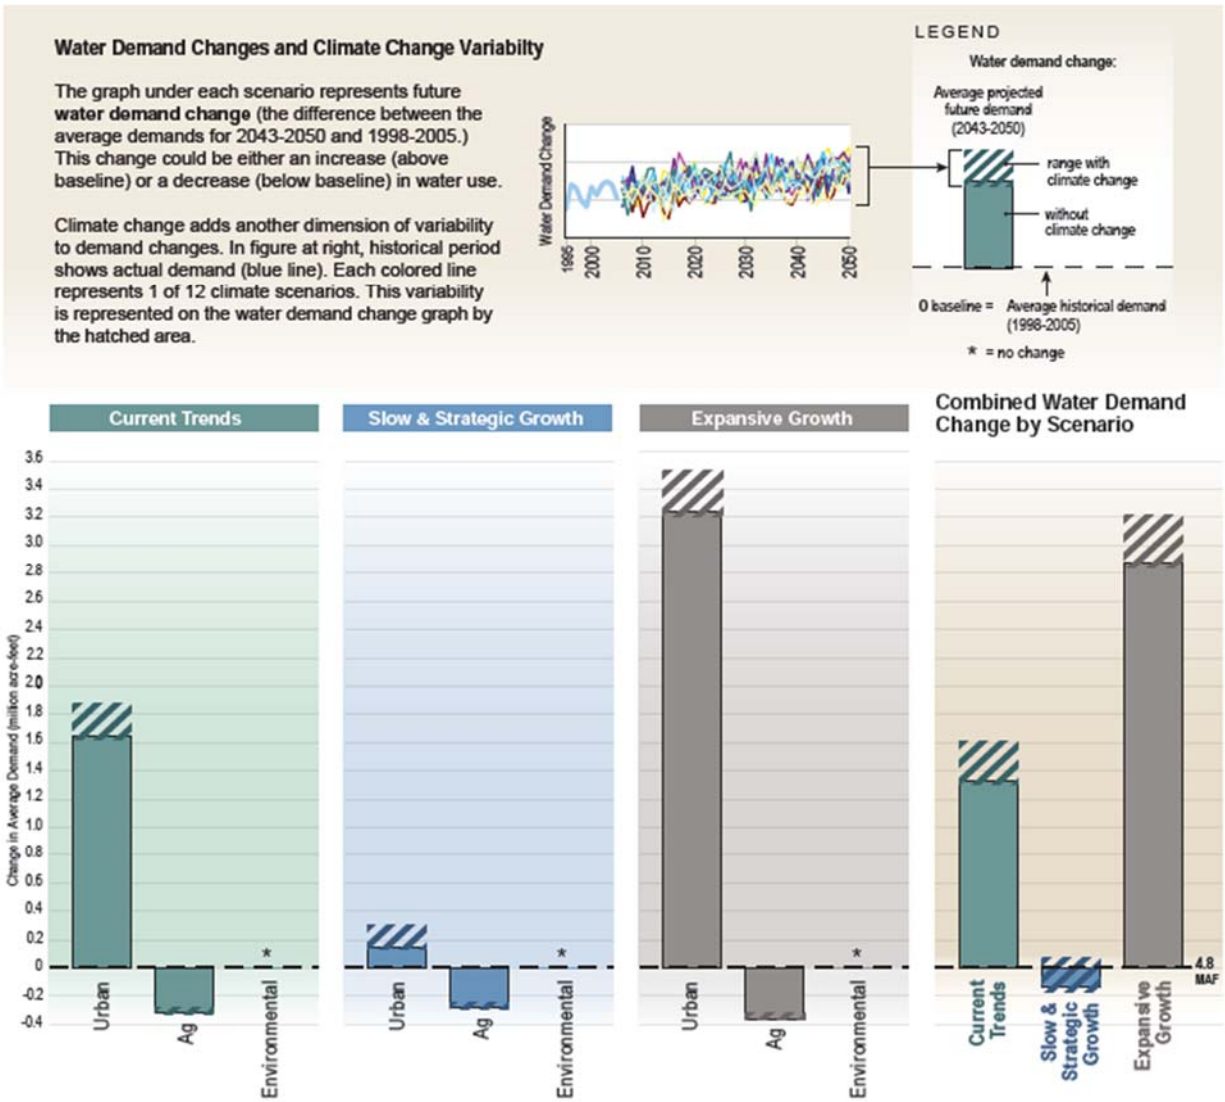 Water Demand Changes and Climate Change Variabilty
The graph under each scenario represents future
water demand change (the difference between the
average demands for 2043-2050 and 1998-2005.)
This change could be either an increase (above
baseline) or a decrease (below baseline) in water use.
Climate change adds another dimension of variability
to demand changes. In figure at right, historical period
shows actual demand (blue line). Each colored line
represents 1 of 12 climate scenarios. This variability
is represented on the water demand change graph by
the hatched area.
Water Demand Change
1995
2000
2010
2020
2030
2040
2050
LEGEND
Water demand change:
Average projected
future demand
(2043-2050)
range with
climate change
without
climate change
0 baseline = Average historical demand
(1998-2005)
* = no change
Current Trends
Slow & Strategic Growth
Expansive Growth
Combined Water Demand
Change by Scenario
Change in Average Demand (million acre-feet)
3.6
3.4
3.2
3.0
2.8
2.6
2.4
2.2
2.0
1.8
1.6
1.4
1.2
1.0
0.8
0.6
0.4
0.2
0
-0.2
-0.4
*
Urban
Ag
Environmental
*
Urban
Ag
Environmental
*
Urban
Ag
Environmental
4.8
MAF
Current
Trends
Slow &
Strategic
Growth
Expansive
Growth